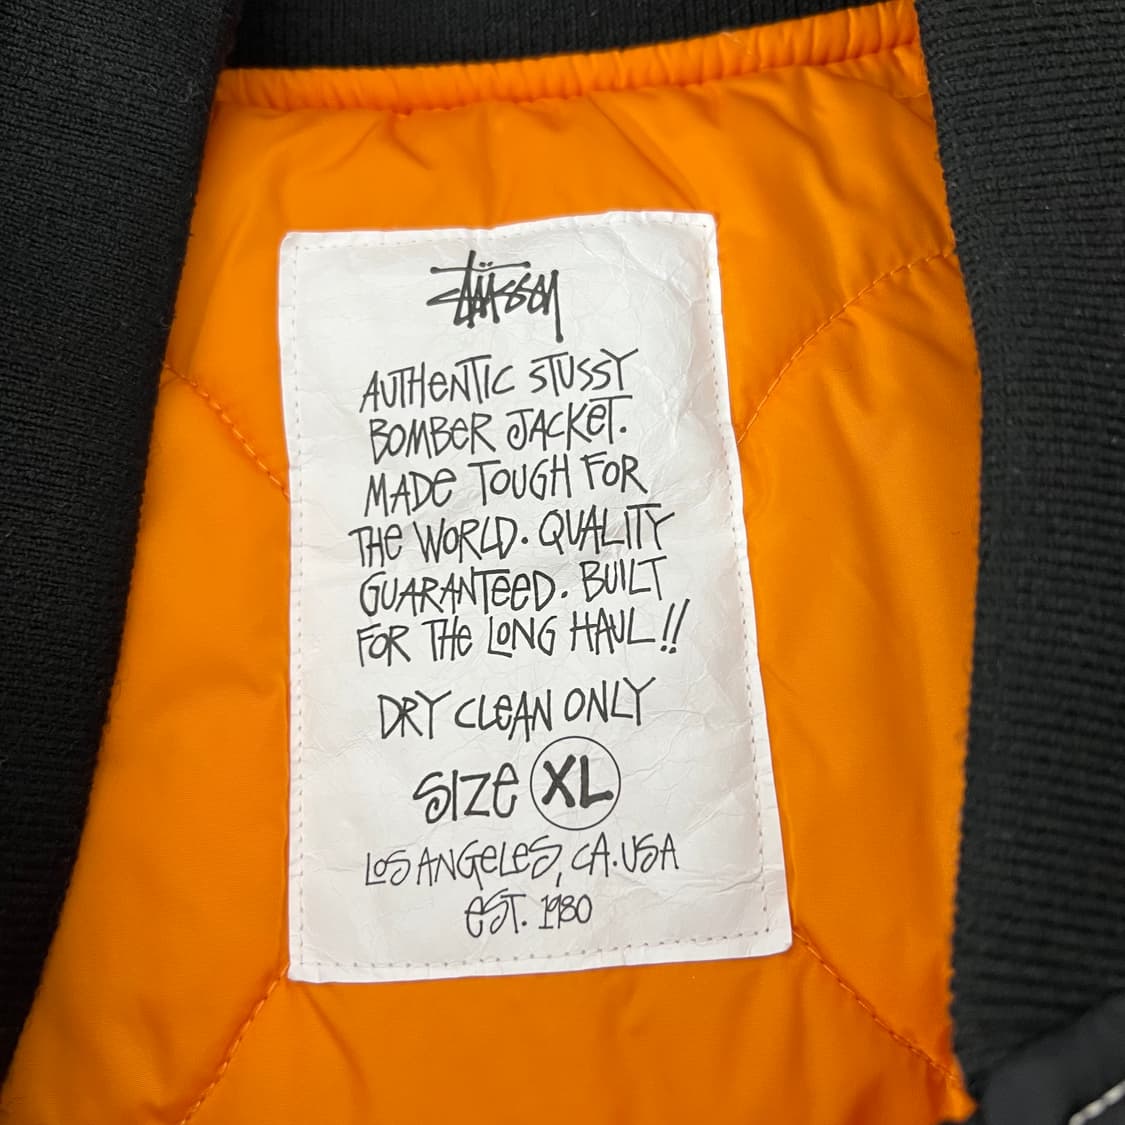 Stüssy
AUTHENTIC STUSSY
BOMBER JACKET.
MADE TOUGH FOR
THE WORLD. QUALITY
GUARANTEED. BUILT
FOR THE LONG HAUL!!
DRY CLEAN ONLY
SIZE XL
LOS ANGELES, CA. USA
EST. 1980